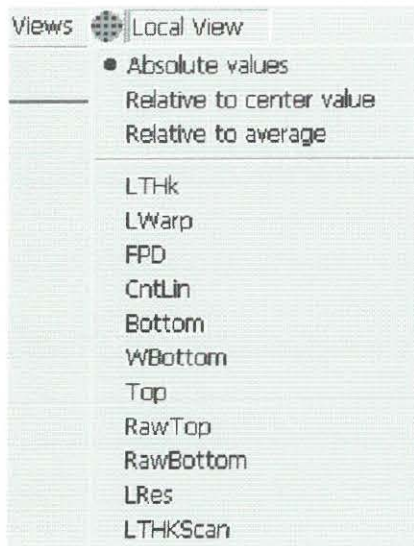 Views Local View
Absolute values
Relative to center value
Relative to average
LTHk
LWarp
FPD
CntLin
Bottom
WBottom
Top
RawTop
RawBottom
LRes
LTHKScan